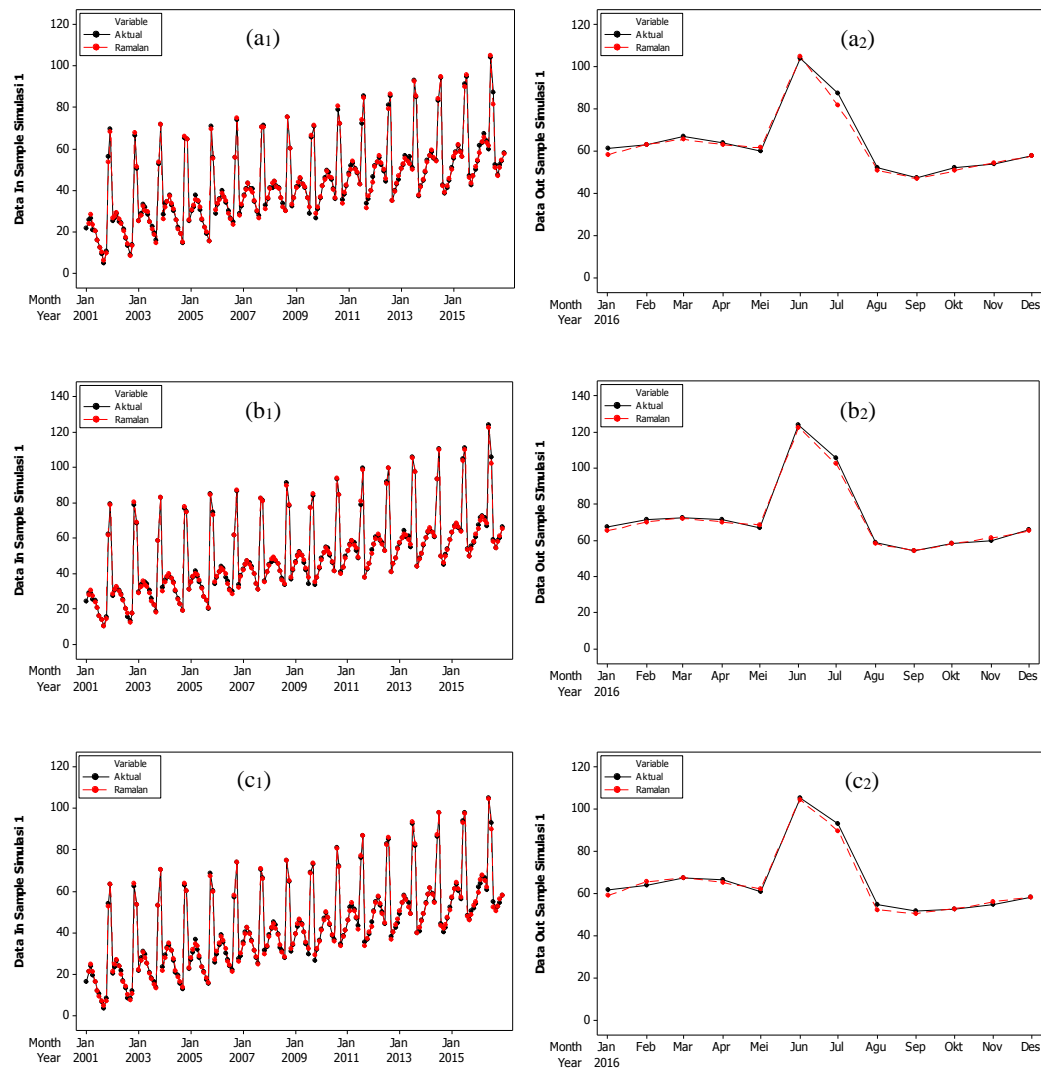 (a1)
Variable
Aktual
Ramalan
Data In Sample Simulasi 1
120
100
80
60
40
20
0
Month Jan Jan Jan Jan Jan Jan Jan Jan
Year 2001 2003 2005 2007 2009 2011 2013 2015
(a2)
Variable
Aktual
Ramalan
Data Out Sample Simulasi 1
120
100
80
60
40
20
0
Month Jan Feb Mar Apr Mei Jun Jul Agu Sep Okt Nov Des
Year 2016
(b1)
Variable
Aktual
Ramalan
Data In Sample Simulasi 1
140
120
100
80
60
40
20
0
Month Jan Jan Jan Jan Jan Jan Jan Jan
Year 2001 2003 2005 2007 2009 2011 2013 2015
(b2)
Variable
Aktual
Ramalan
Data Out Sample SImulasi 1
140
120
100
80
60
40
20
0
Month Jan Feb Mar Apr Mei Jun Jul Agu Sep Okt Nov Des
Year 2016
(c1)
Variable
Aktual
Ramalan
Data In Sample Simulasi 1
120
100
80
60
40
20
0
Month Jan Jan Jan Jan Jan Jan Jan Jan
Year 2001 2003 2005 2007 2009 2011 2013 2015
(c2)
Variable
Aktual
Ramalan
Data Out Sample Simulasi 1
120
100
80
60
40
20
0
Month Jan Feb Mar Apr Mei Jun Jul Agu Sep Okt Nov Des
Year 2016